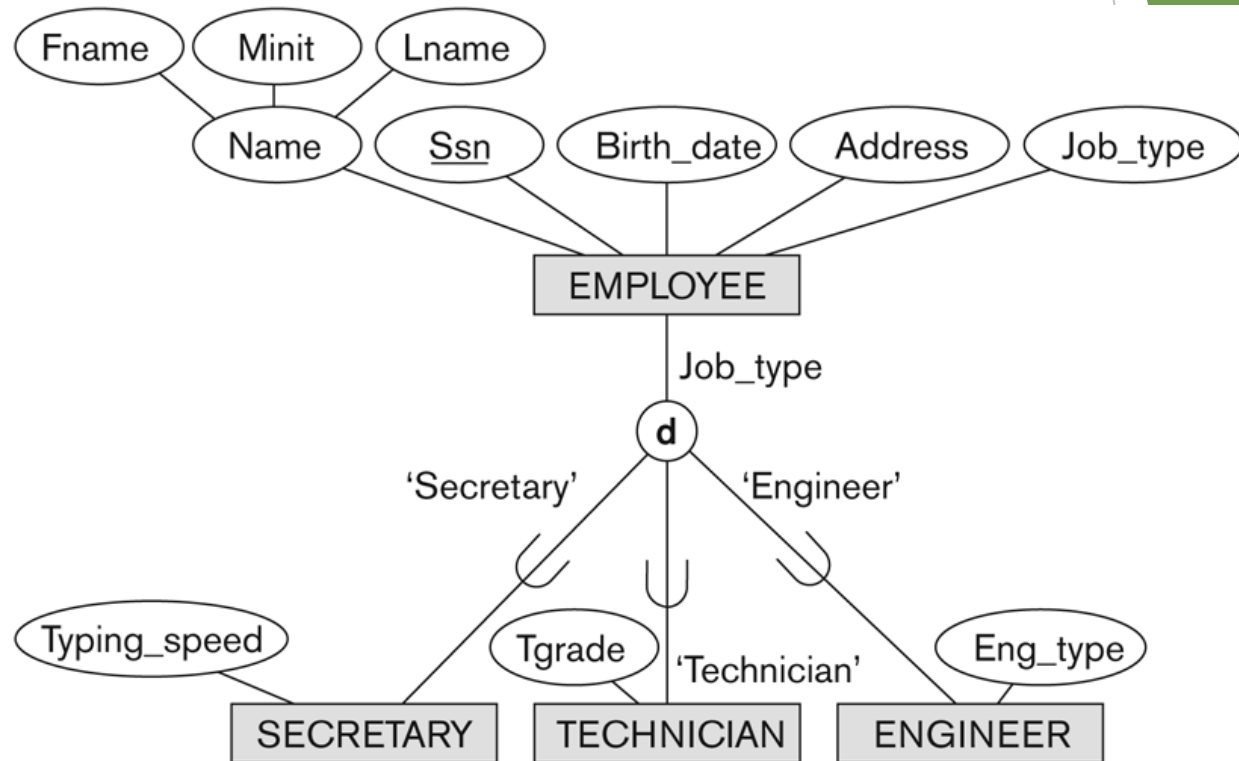 Fname
Minit
Lname
Name
Ssn
Birth_date
Address
Job_type
EMPLOYEE
Job_type
d
‘Secretary’
‘Engineer’
Typing_speed
Tgrade
‘Technician’
Eng_type
SECRETARY
TECHNICIAN
ENGINEER